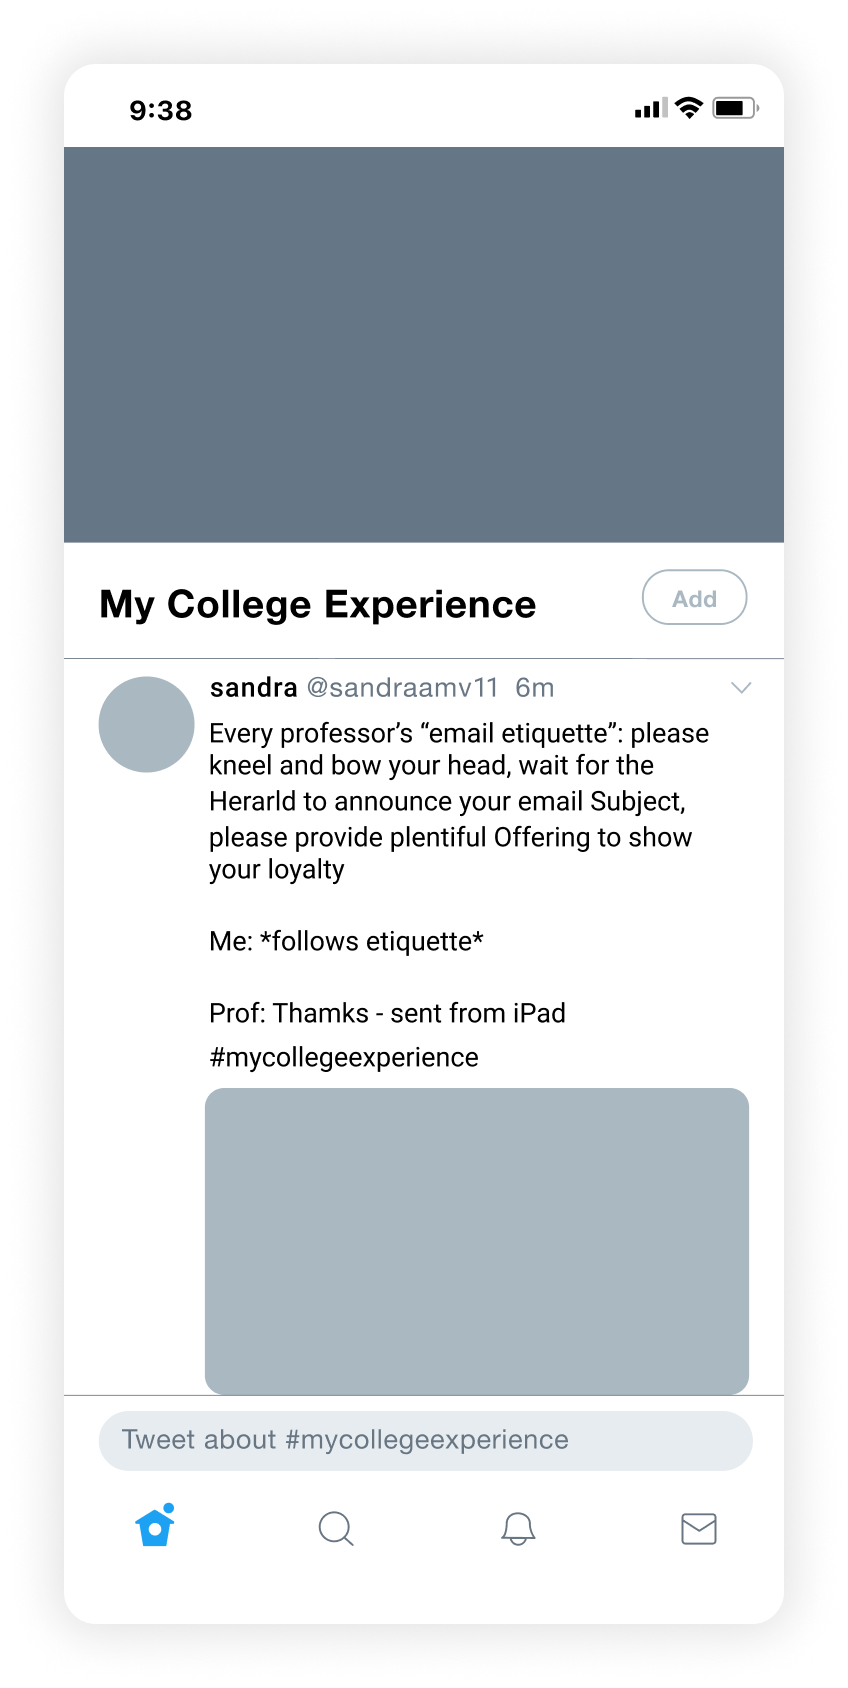 9:38
My College Experience
Add
sandra @sandraamv11 6m
Every professor’s “email etiquette”: please
kneel and bow your head, wait for the
Herarld to announce your email Subject,
please provide plentiful Offering to show
your loyalty
Me: *follows etiquette*
Prof: Thamks - sent from iPad
#mycollegeexperience
Tweet about #mycollegeexperience